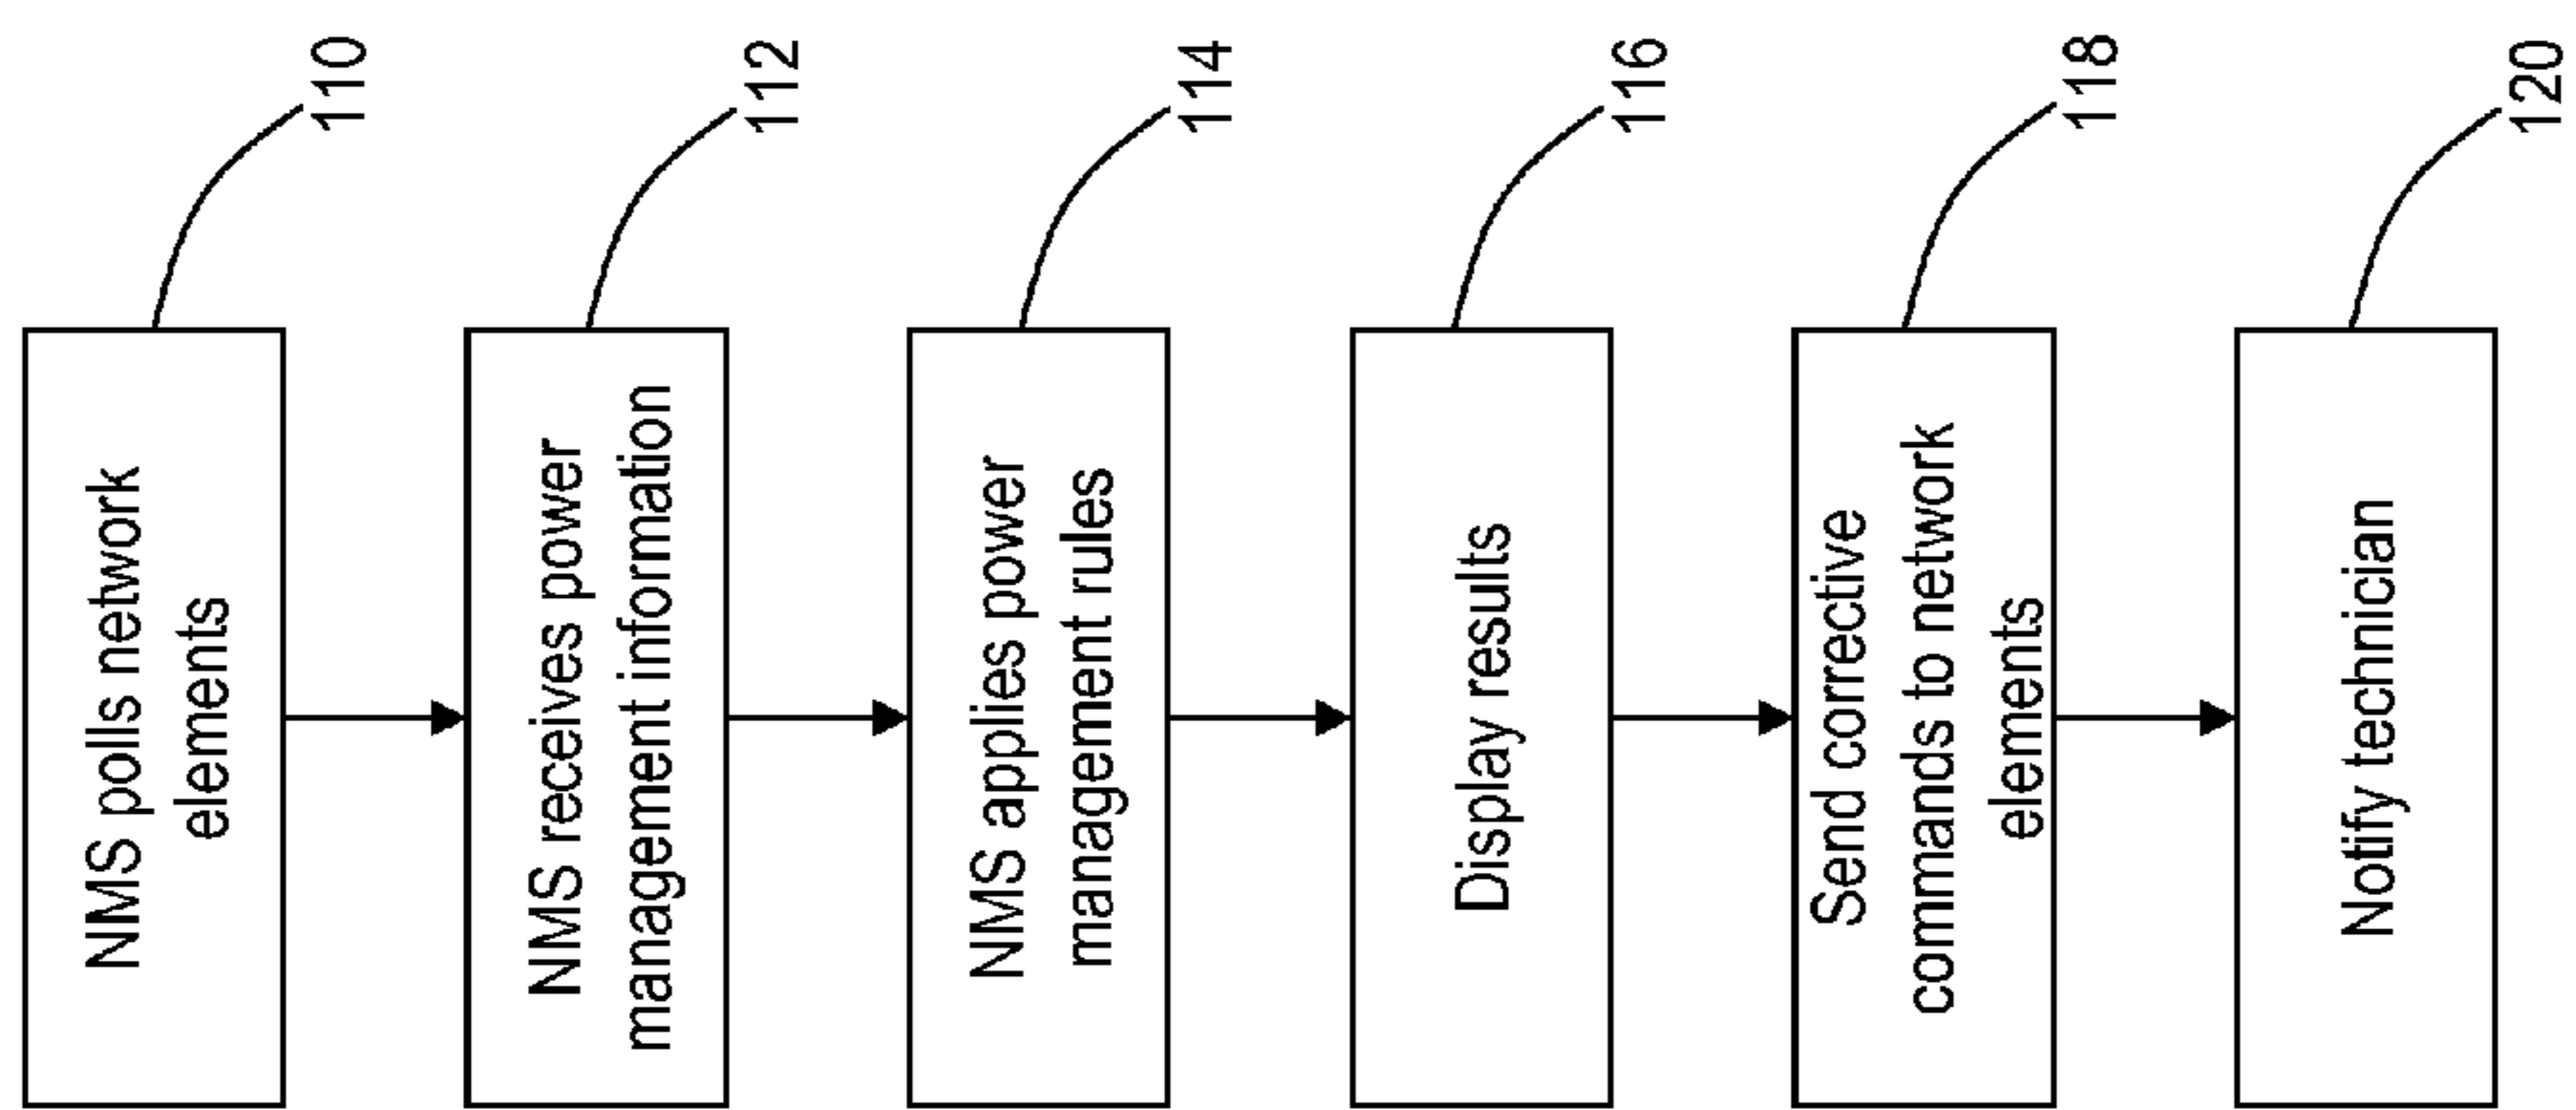 NMS polls network
elements
110
NMS receives power
management information
112
NMS applies power
management rules
114
Display results
116
Send corrective
commands to network
elements
118
Notify technician
120